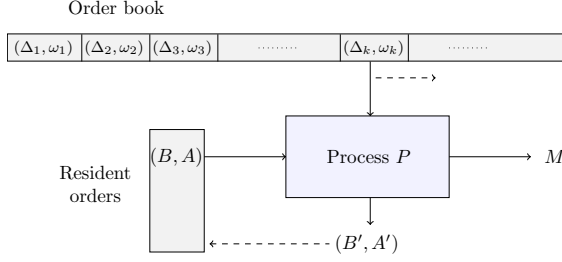 Order book
(Δ₁, ω₁) (Δ₂, ω₂) (Δ₃, ω₃) ......... (Δₖ, ωₖ) .........
(B, A)
Process P
M
Resident
orders
(B′, A′)